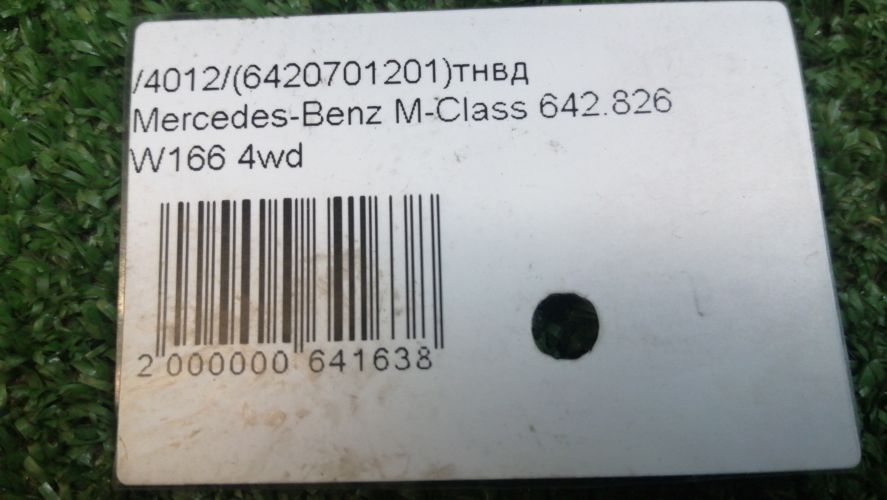 /4012/(6420701201)тнвд
Mercedes-Benz M-Class 642.826
W166 4wd
2 000000 641638